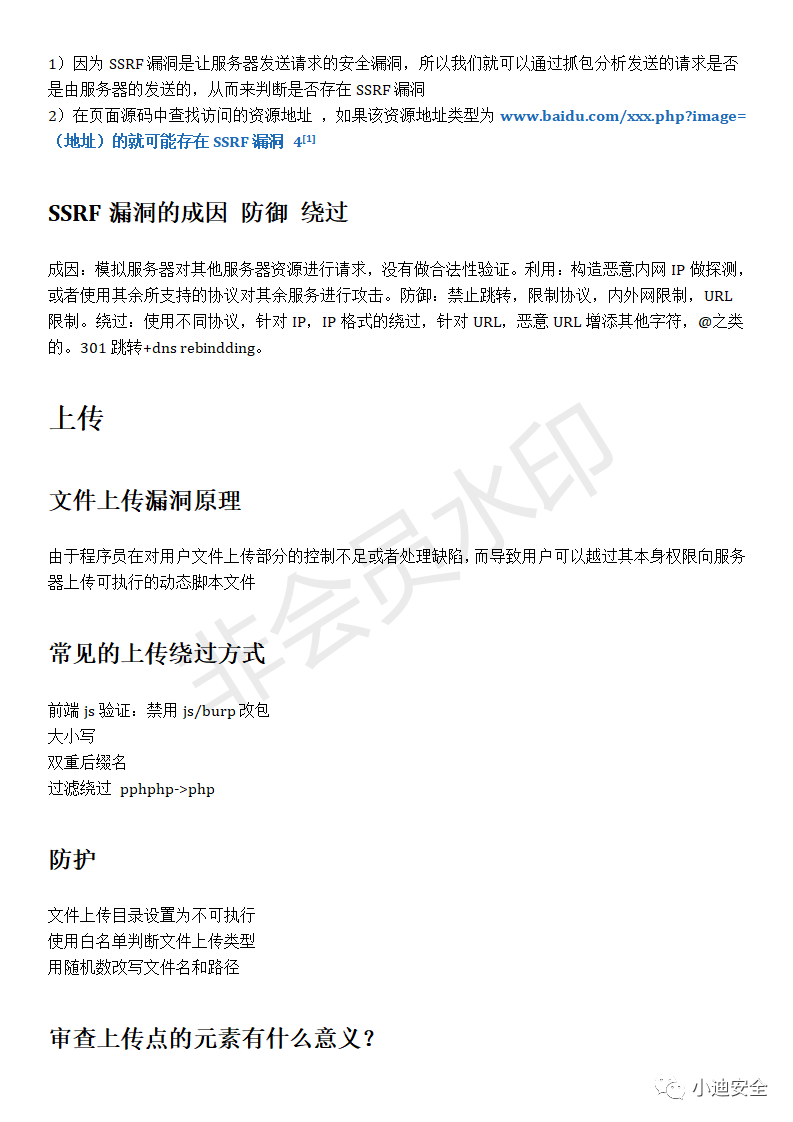 1）因为 SSRF 漏洞是让服务器发送请求的安全漏洞，所以我们就可以通过抓包分析发送的请求是否
是由服务器的发送的，从而来判断是否存在 SSRF 漏洞
2）在页面源码中查找访问的资源地址 ，如果该资源地址类型为 www.baidu.com/xxx.php?image=
（地址）的就可能存在 SSRF 漏洞 4[1]
SSRF 漏洞的成因 防御 绕过
成因：模拟服务器对其他服务器资源进行请求，没有做合法性验证。利用：构造恶意内网 IP 做探测，
或者使用其余所支持的协议对其余服务进行攻击。防御：禁止跳转，限制协议，内外网限制，URL
限制。绕过：使用不同协议，针对 IP，IP 格式的绕过，针对 URL，恶意 URL 增添其他字符，@之类
的。301 跳转+dns rebindding。
上传
文件上传漏洞原理
由于程序员在对用户文件上传部分的控制不足或者处理缺陷，而导致用户可以越过其本身权限向服务
器上传可执行的动态脚本文件
常见的上传绕过方式
前端 js 验证：禁用 js/burp 改包
大小写
双重后缀名
过滤绕过 pphphp->php
防护
文件上传目录设置为不可执行
使用白名单判断文件上传类型
用随机数改写文件名和路径
审查上传点的元素有什么意义？
非会员水印
小迪安全